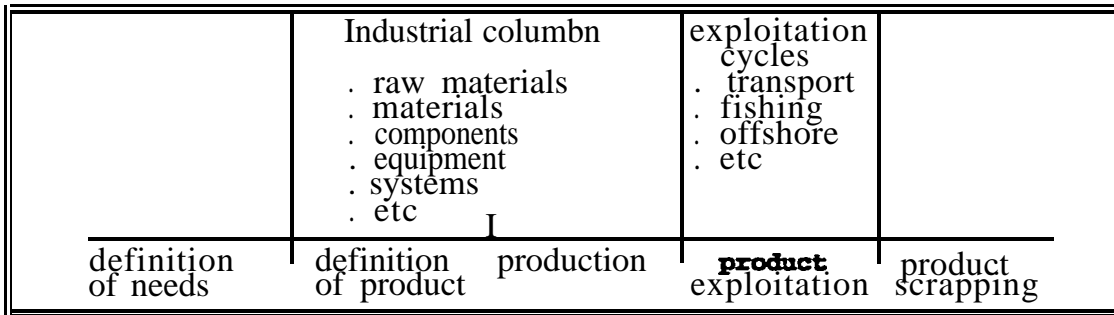 Industrial columbn
. raw materials
. materials
. components
. equipment
. systems
. etc
exploitation
cycles
. transport
. fishing
. offshore
. etc
definition
of needs
definition
of product
production
product
exploitation
product
scrapping